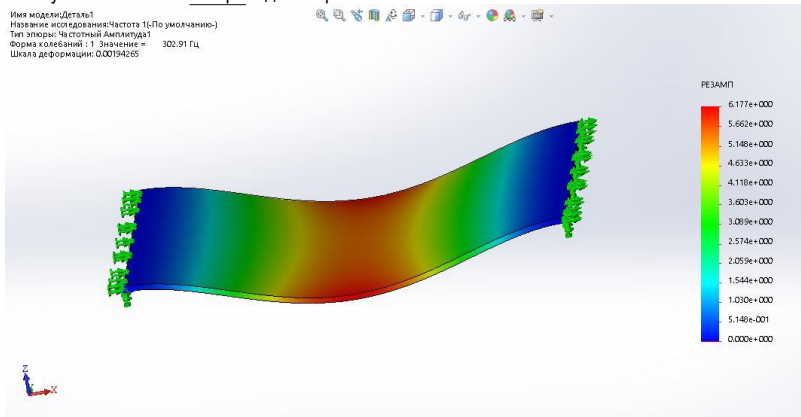 Имя модели:Деталь1
Название исследования:Частота 1(-По умолчанию-)
Тип эпюры: Частотный Амплитуда1
Форма колебаний : 1 Значение = 302.91 Гц
Шкала деформации: 0.00194265
РЕЗАМП
6.177e+000
5.662e+000
5.148e+000
4.633e+000
4.118e+000
3.603e+000
3.089e+000
2.574e+000
2.059e+000
1.544e+000
1.030e+000
5.148e-001
0.000e+000
Z
X